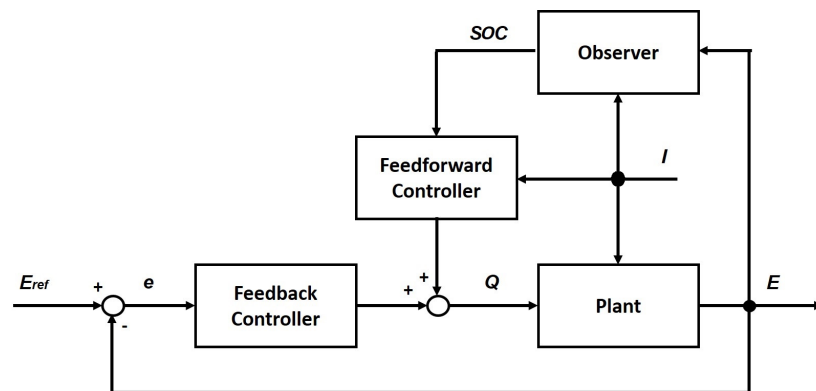 SOC
Observer
Feedforward
Controller
I
Eref
+
e
Feedback
Controller
+
+
Q
Plant
E
-